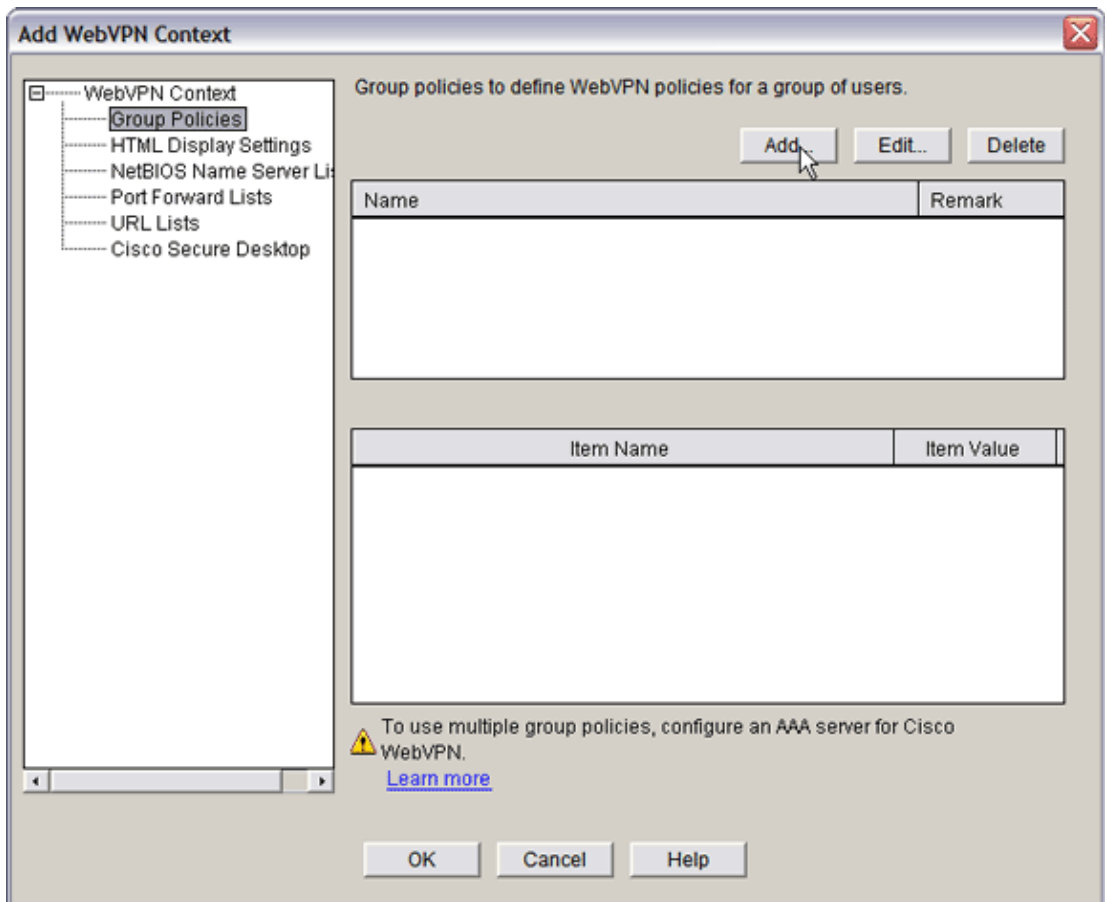 Add WebVPN Context
WebVPN Context
Group Policies
HTML Display Settings
NetBIOS Name Server Li
Port Forward Lists
URL Lists
Cisco Secure Desktop
Group policies to define WebVPN policies for a group of users.
Add... Edit... Delete
Name Remark
Item Name Item Value
To use multiple group policies, configure an AAA server for Cisco
WebVPN.
Learn more
OK Cancel Help